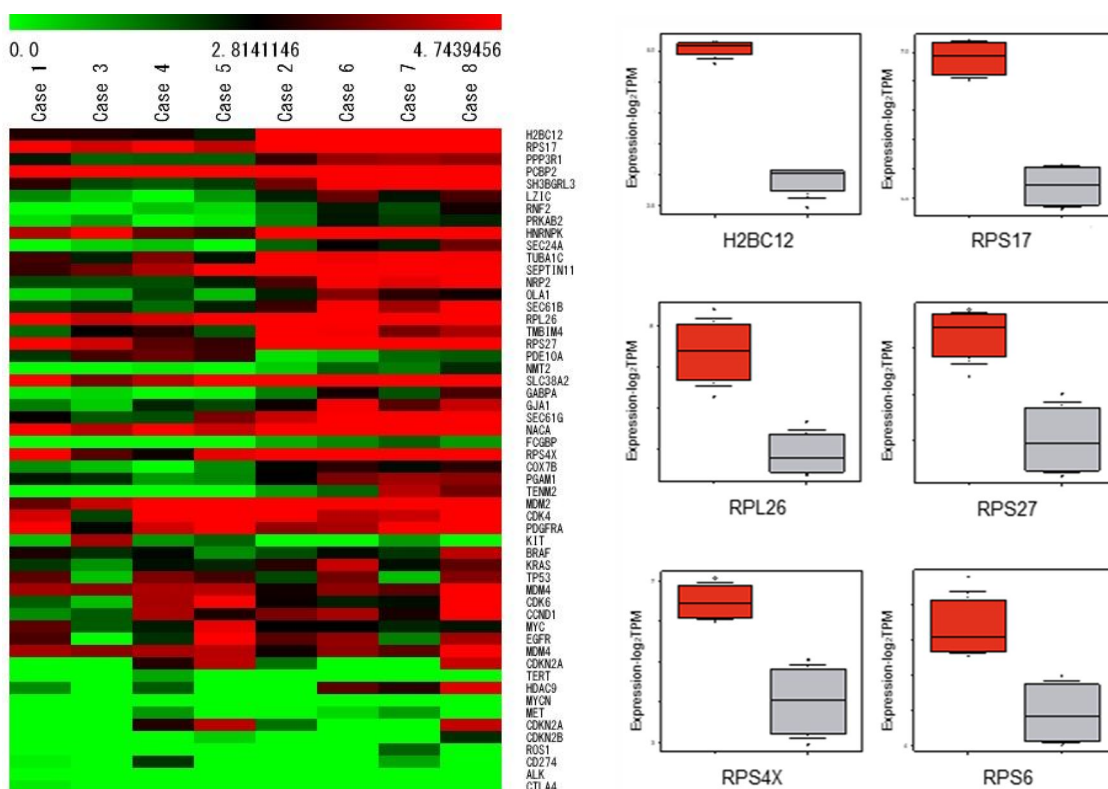 0.0 2.8141146 4.7439456
Case 1 Case 3 Case 4 Case 5 Case 2 Case 6 Case 7 Case 8
H2BC12
RPS17
PPP3R1
PCBP2
SH3BGRL3
LZIC
RNF2
PRKAB2
HNRNPK
SEC24A
TUBA1C
SEPTIN11
NRP2
OLA1
SEC61B
RPL26
TMBIM4
RPS27
PDE10A
NMT2
SLC38A2
GABPA
GJA1
SEC61G
NACA
FCGBP
RPS4X
COX7B
PGAM1
TENM2
MDM2
CDK4
PDGFRA
KIT
BRAF
KRAS
TP53
MDM4
CDK6
CCND1
MYC
EGFR
MDM4
CDKN2A
TERT
HDAC9
MYCN
MET
CDKN2A
CDKN2B
ROS1
CD274
ALK
CTLA4
Expression-log₂TPM
H2BC12
Expression-log₂TPM
RPS17
Expression-log₂TPM
RPL26
Expression-log₂TPM
RPS27
Expression-log₂TPM
RPS4X
Expression-log₂TPM
RPS6